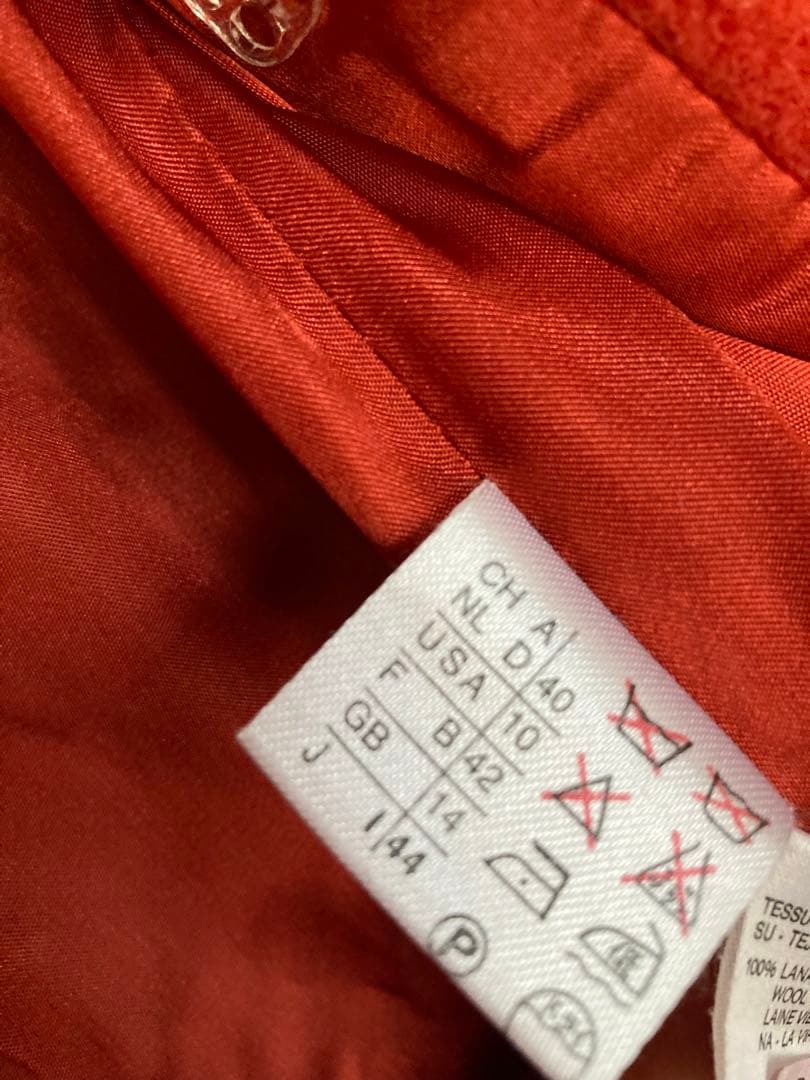 CH A
NL D 40
USA 10
F B 42
GB 14
J I 44
P
TESSU
SU - TE
100% LANA
WOOL
LAINE VIE
NA - LA VIR